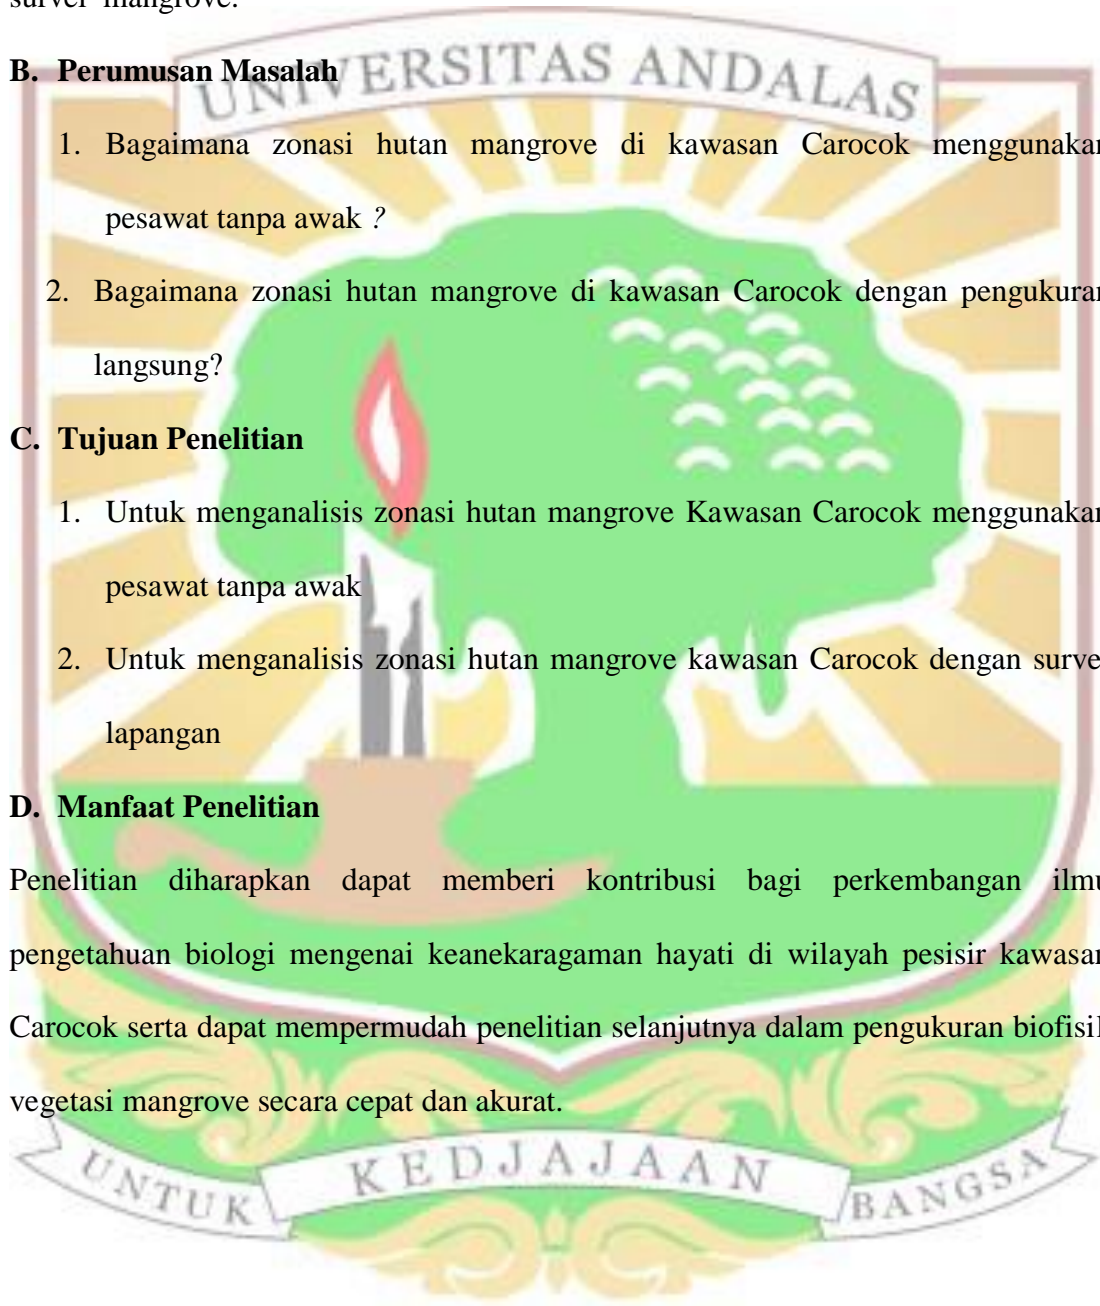 mangrove.
UNIVERSITAS ANDALAS
B. Perumusan Masalah
1. Bagaimana zonasi hutan mangrove di kawasan Carocok menggunakan
pesawat tanpa awak ?
2. Bagaimana zonasi hutan mangrove di kawasan Carocok dengan pengukuran
langsung?
C. Tujuan Penelitian
1. Untuk menganalisis zonasi hutan mangrove Kawasan Carocok menggunakan
pesawat tanpa awak
2. Untuk menganalisis zonasi hutan mangrove kawasan Carocok dengan survei
lapangan
D. Manfaat Penelitian
Penelitian diharapkan dapat memberi kontribusi bagi perkembangan ilmu
pengetahuan biologi mengenai keanekaragaman hayati di wilayah pesisir kawasan
Carocok serta dapat mempermudah penelitian selanjutnya dalam pengukuran biofisik
vegetasi mangrove secara cepat dan akurat.
UNTUK KEDJAJAAN BANGSA